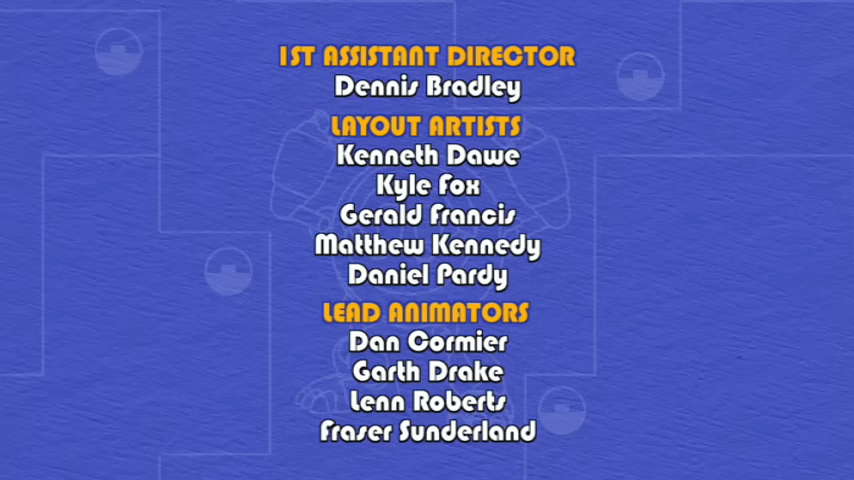 1ST ASSISTANT DIRECTOR
Dennis Bradley
LAYOUT ARTISTS
Kenneth Dawe
Kyle Fox
Gerald Francis
Matthew Kennedy
Daniel Pardy
LEAD ANIMATORS
Dan Cormier
Garth Drake
Lenn Roberts
Fraser Sunderland